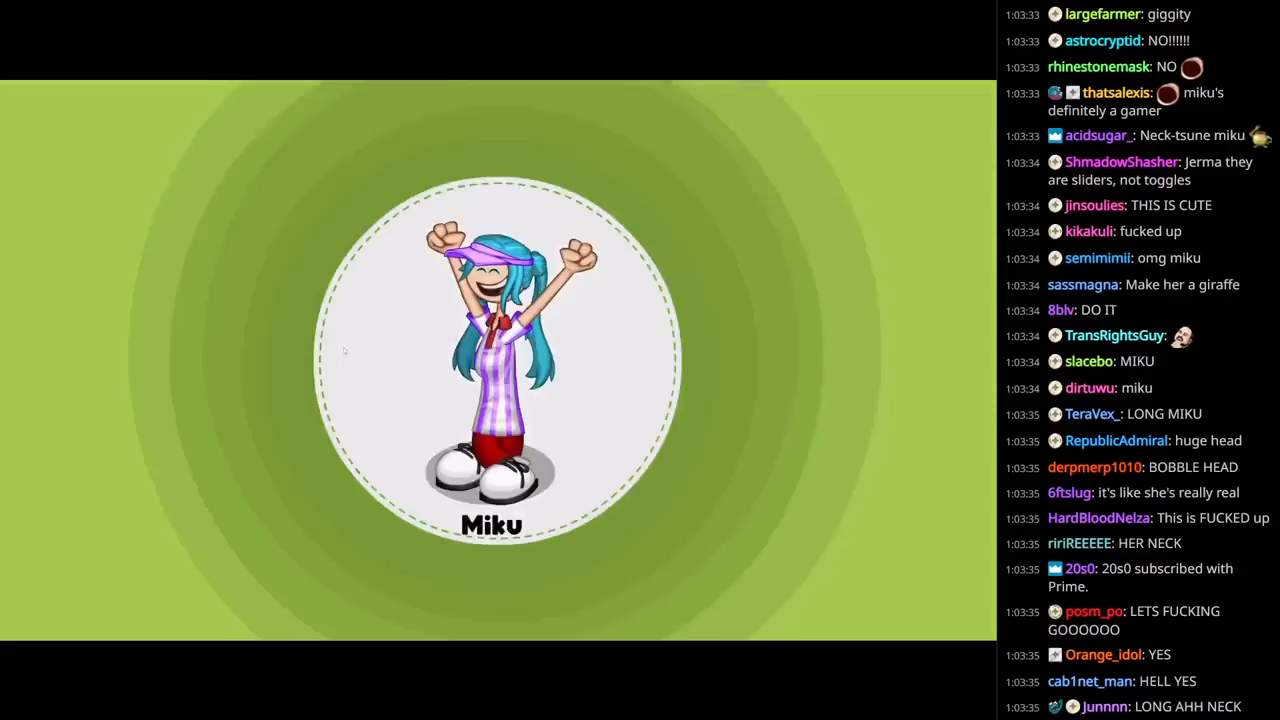 Miku
1:03:33 largefarmer: giggity
1:03:33 astrocryptid: NO!!!!!!
rhinestonemask: NO
1:03:33 thatsalexis: miku's
definitely a gamer
1:03:33 acidsugar_: Neck-tsune miku
1:03:34 ShmadowShasher: Jerma they
are sliders, not toggles
1:03:34 jinsoulies: THIS IS CUTE
1:03:34 kikakuli: fucked up
1:03:34 semimimii: omg miku
1:03:34 sassmagna: Make her a giraffe
1:03:34 8blv: DO IT
1:03:34 TransRightsGuy:
1:03:34 slacebo: MIKU
1:03:34 dirtuwu: miku
1:03:35 TeraVex_: LONG MIKU
1:03:35 RepublicAdmiral: huge head
1:03:35 derpmerp1010: BOBBLE HEAD
1:03:35 6ftslug: it's like she's really real
1:03:35 HardBloodNelza: This is FUCKED up
1:03:35 ririREEEEE: HER NECK
1:03:35 20s0: 20s0 subscribed with
Prime.
1:03:35 posm_po: LETS FUCKING
GOOOOOO
1:03:35 Orange_idol: YES
1:03:35 cab1net_man: HELL YES
1:03:35 Junnnn: LONG AHH NECK